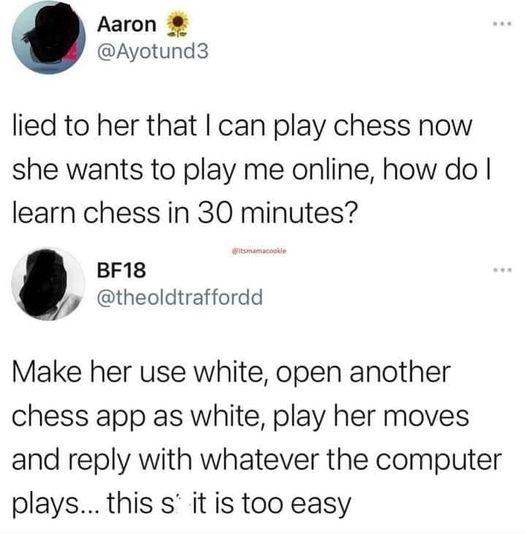 Aaron 🌻
@Ayotund3
lied to her that I can play chess now
she wants to play me online, how do I
learn chess in 30 minutes?
@itsmamacookie
BF18
@theoldtraffordd
Make her use white, open another
chess app as white, play her moves
and reply with whatever the computer
plays... this s it is too easy